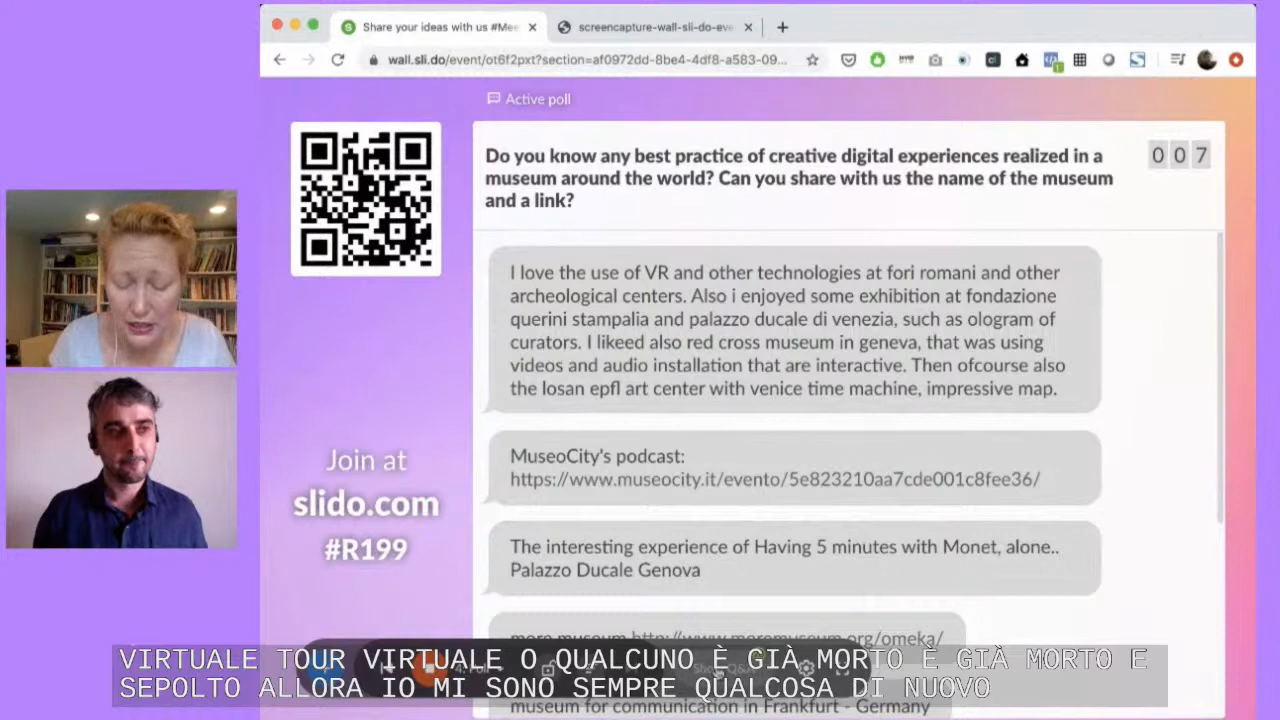 Share your ideas with us #Mee
screencapture-wall-sli-do-eve
wall.sli.do/event/ot6f2pxt?section=af0972dd-8be4-4df8-a583-09...
Active poll
Do you know any best practice of creative digital experiences realized in a
museum around the world? Can you share with us the name of the museum
and a link?
007
I love the use of VR and other technologies at fori romani and other
archeological centers. Also i enjoyed some exhibition at fondazione
querini stampalia and palazzo ducale di venezia, such as ologram of
curators. I likeed also red cross museum in geneva, that was using
videos and audio installation that are interactive. Then ofcourse also
the losan epfl art center with venice time machine, impressive map.
MuseoCity's podcast:
https://www.museocity.it/evento/5e823210aa7cde001c8fee36/
The interesting experience of Having 5 minutes with Monet, alone..
Palazzo Ducale Genova
more museum http://www.moremuseum.org/omeka/
museum for communication in Frankfurt - Germany
Join at
slido.com
#R199
VIRTUALE TOUR VIRTUALE O QUALCUNO È GIÀ MORTO È GIÀ MORTO E
SEPOLTO ALLORA IO MI SONO SEMPRE QUALCOSA DI NUOVO